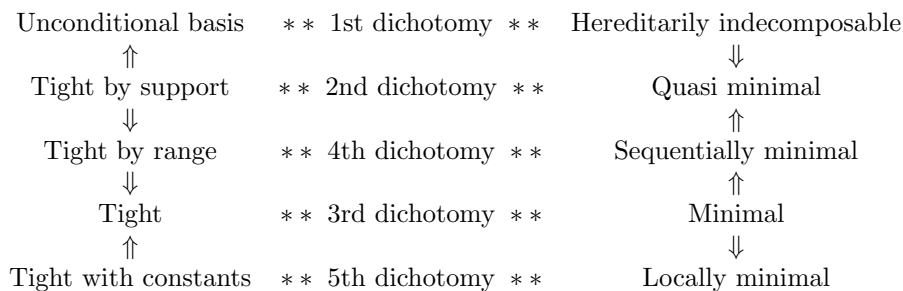 Unconditional basis ∗∗ 1st dichotomy ∗∗ Hereditarily indecomposable
⇑ ⇓
Tight by support ∗∗ 2nd dichotomy ∗∗ Quasi minimal
⇓ ⇑
Tight by range ∗∗ 4th dichotomy ∗∗ Sequentially minimal
⇓ ⇑
Tight ∗∗ 3rd dichotomy ∗∗ Minimal
⇑ ⇓
Tight with constants ∗∗ 5th dichotomy ∗∗ Locally minimal